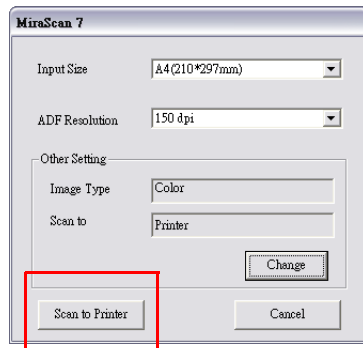 MiraScan 7
Input Size A4(210*297mm)
ADF Resolution 150 dpi
Other Setting
Image Type Color
Scan to Printer
Change
Scan to Printer Cancel